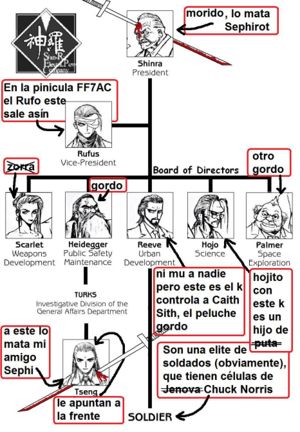 神羅
morido, lo mata
Sephirot
Shinra
President
En la pinicula FF7AC
el Rufo este
sale asín
Rufus
Vice-President
Board of Directors
otro
gordo
zorra
gordo
Scarlet
Weapons
Development
Heidegger
Public Safety
Maintenance
Reeve
Urban
Development
Hojo
Science
Palmer
Space
Exploration
ni mu a nadie
pero este es el k
controla a Caith
Sith, el peluche
gordo
hojito
con este
k es un
hijo de
puta
TURKS
Investigative Division of the
General Affairs Department
a este lo
mata mi
amigo
Sephi
Tseng
le apuntan a
la frente
Son una elite de
soldados (obviamente),
que tienen células de
Jenova Chuck Norris
SOLDIER